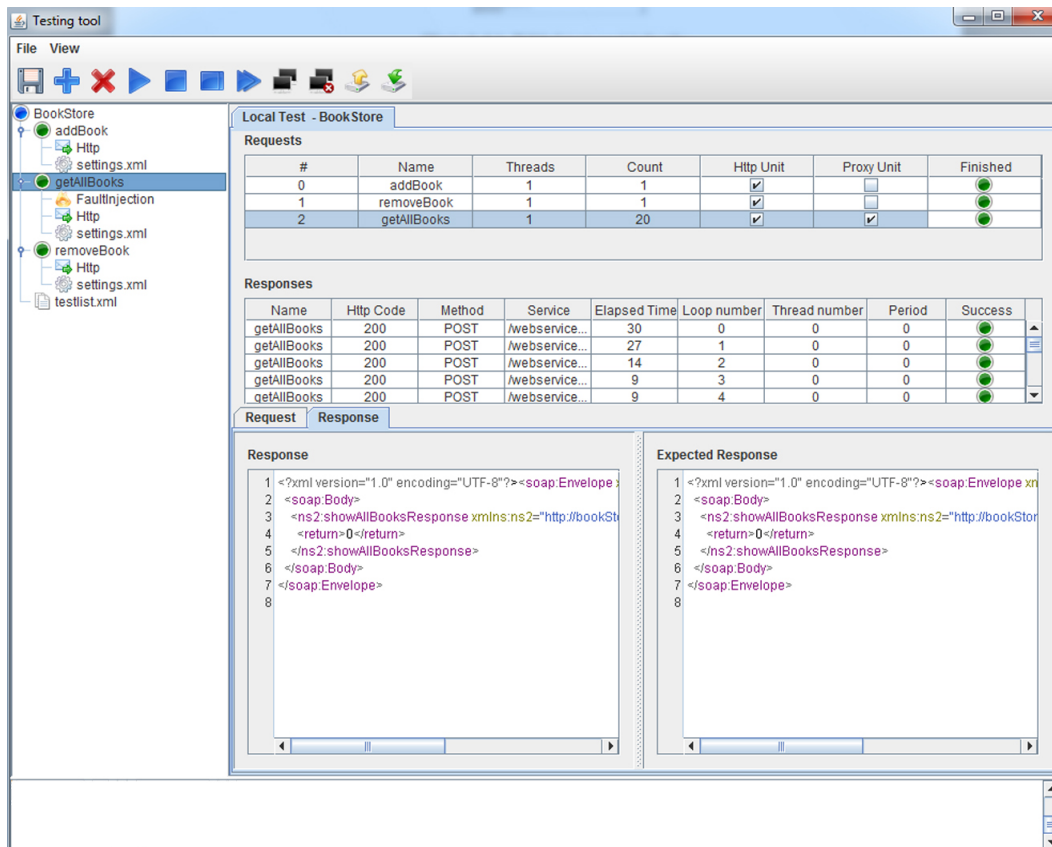 Testing tool
File View
BookStore
addBook
Http
settings.xml
getAllBooks
FaultInjection
Http
settings.xml
removeBook
Http
settings.xml
testlist.xml
Local Test - BookStore
Requests
# Name Threads Count Http Unit Proxy Unit Finished
0 addBook 1 1
1 removeBook 1 1
2 getAllBooks 1 20
Responses
Name Http Code Method Service Elapsed Time Loop number Thread number Period Success
getAllBooks 200 POST /webservice... 30 0 0 0
getAllBooks 200 POST /webservice... 27 1 0 0
getAllBooks 200 POST /webservice... 14 2 0 0
getAllBooks 200 POST /webservice... 9 3 0 0
getAllBooks 200 POST /webservice... 9 4 0 0
Request Response
Response
1 <?xml version="1.0" encoding="UTF-8"?><soap:Envelope
2 <soap:Body>
3 <ns2:showAllBooksResponse xmlns:ns2="http://bookSt
4 <return>0</return>
5 </ns2:showAllBooksResponse>
6 </soap:Body>
7 </soap:Envelope>
8
Expected Response
1 <?xml version="1.0" encoding="UTF-8"?><soap:Envelope xn
2 <soap:Body>
3 <ns2:showAllBooksResponse xmlns:ns2="http://bookStor
4 <return>0</return>
5 </ns2:showAllBooksResponse>
6 </soap:Body>
7 </soap:Envelope>
8